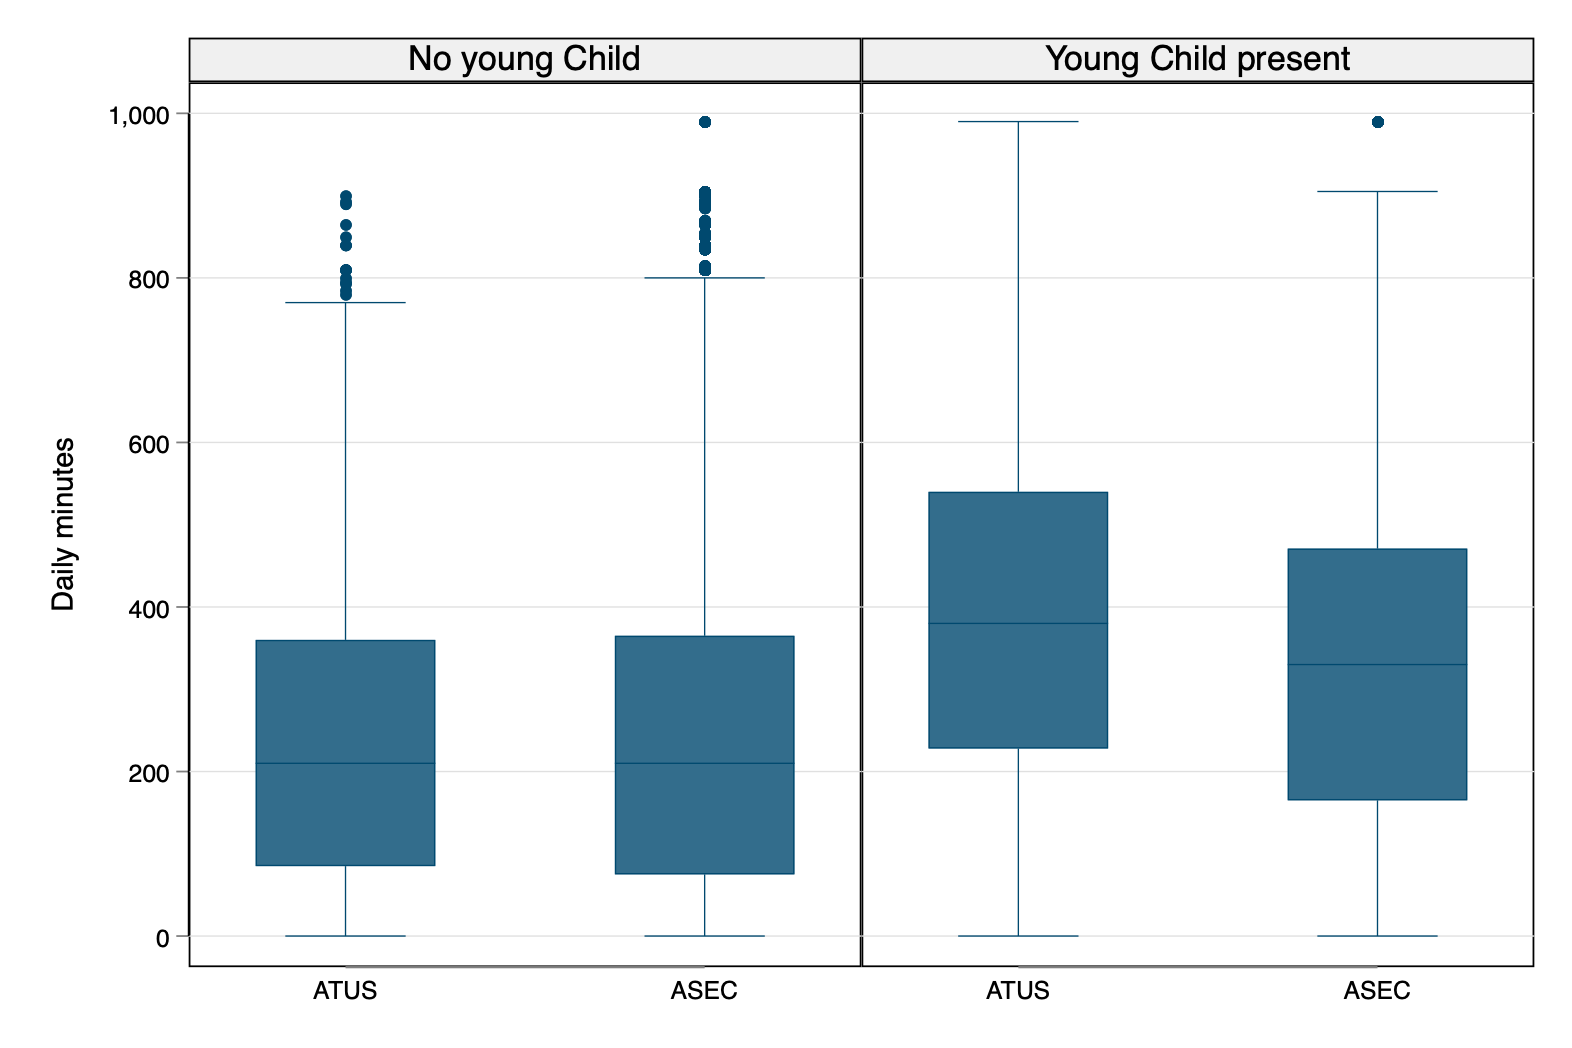 No young Child
Young Child present
1,000
800
600
400
200
0
Daily minutes
ATUS
ASEC
ATUS
ASEC